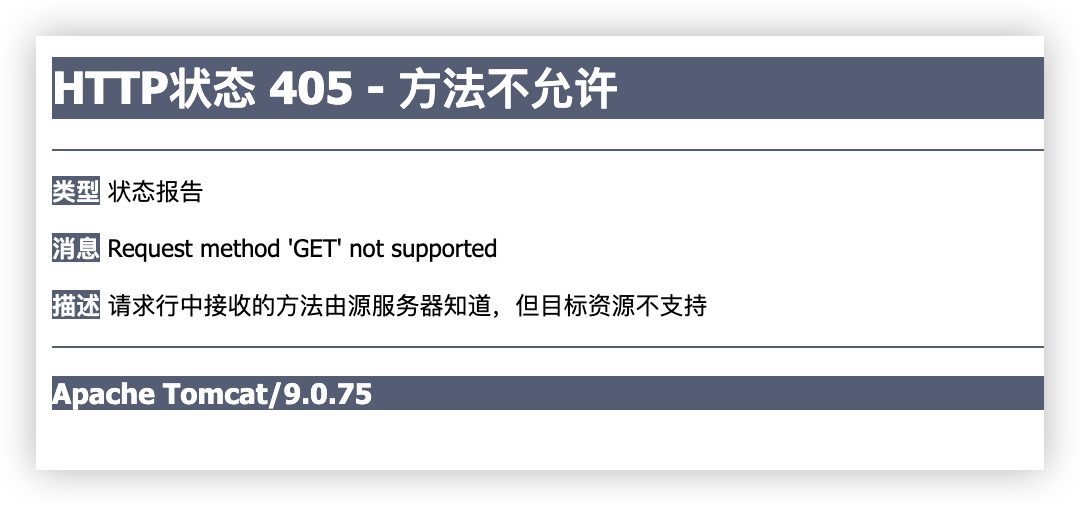 HTTP状态 405 - 方法不允许
类型 状态报告
消息 Request method 'GET' not supported
描述 请求行中接收的方法由源服务器知道，但目标资源不支持
Apache Tomcat/9.0.75